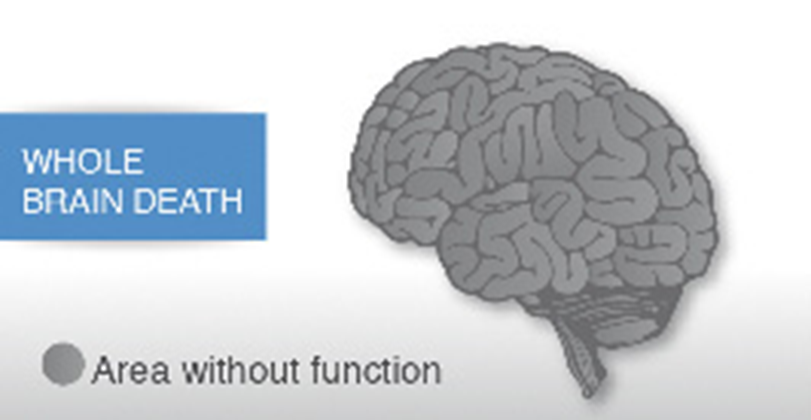 WHOLE
BRAIN DEATH
Area without function